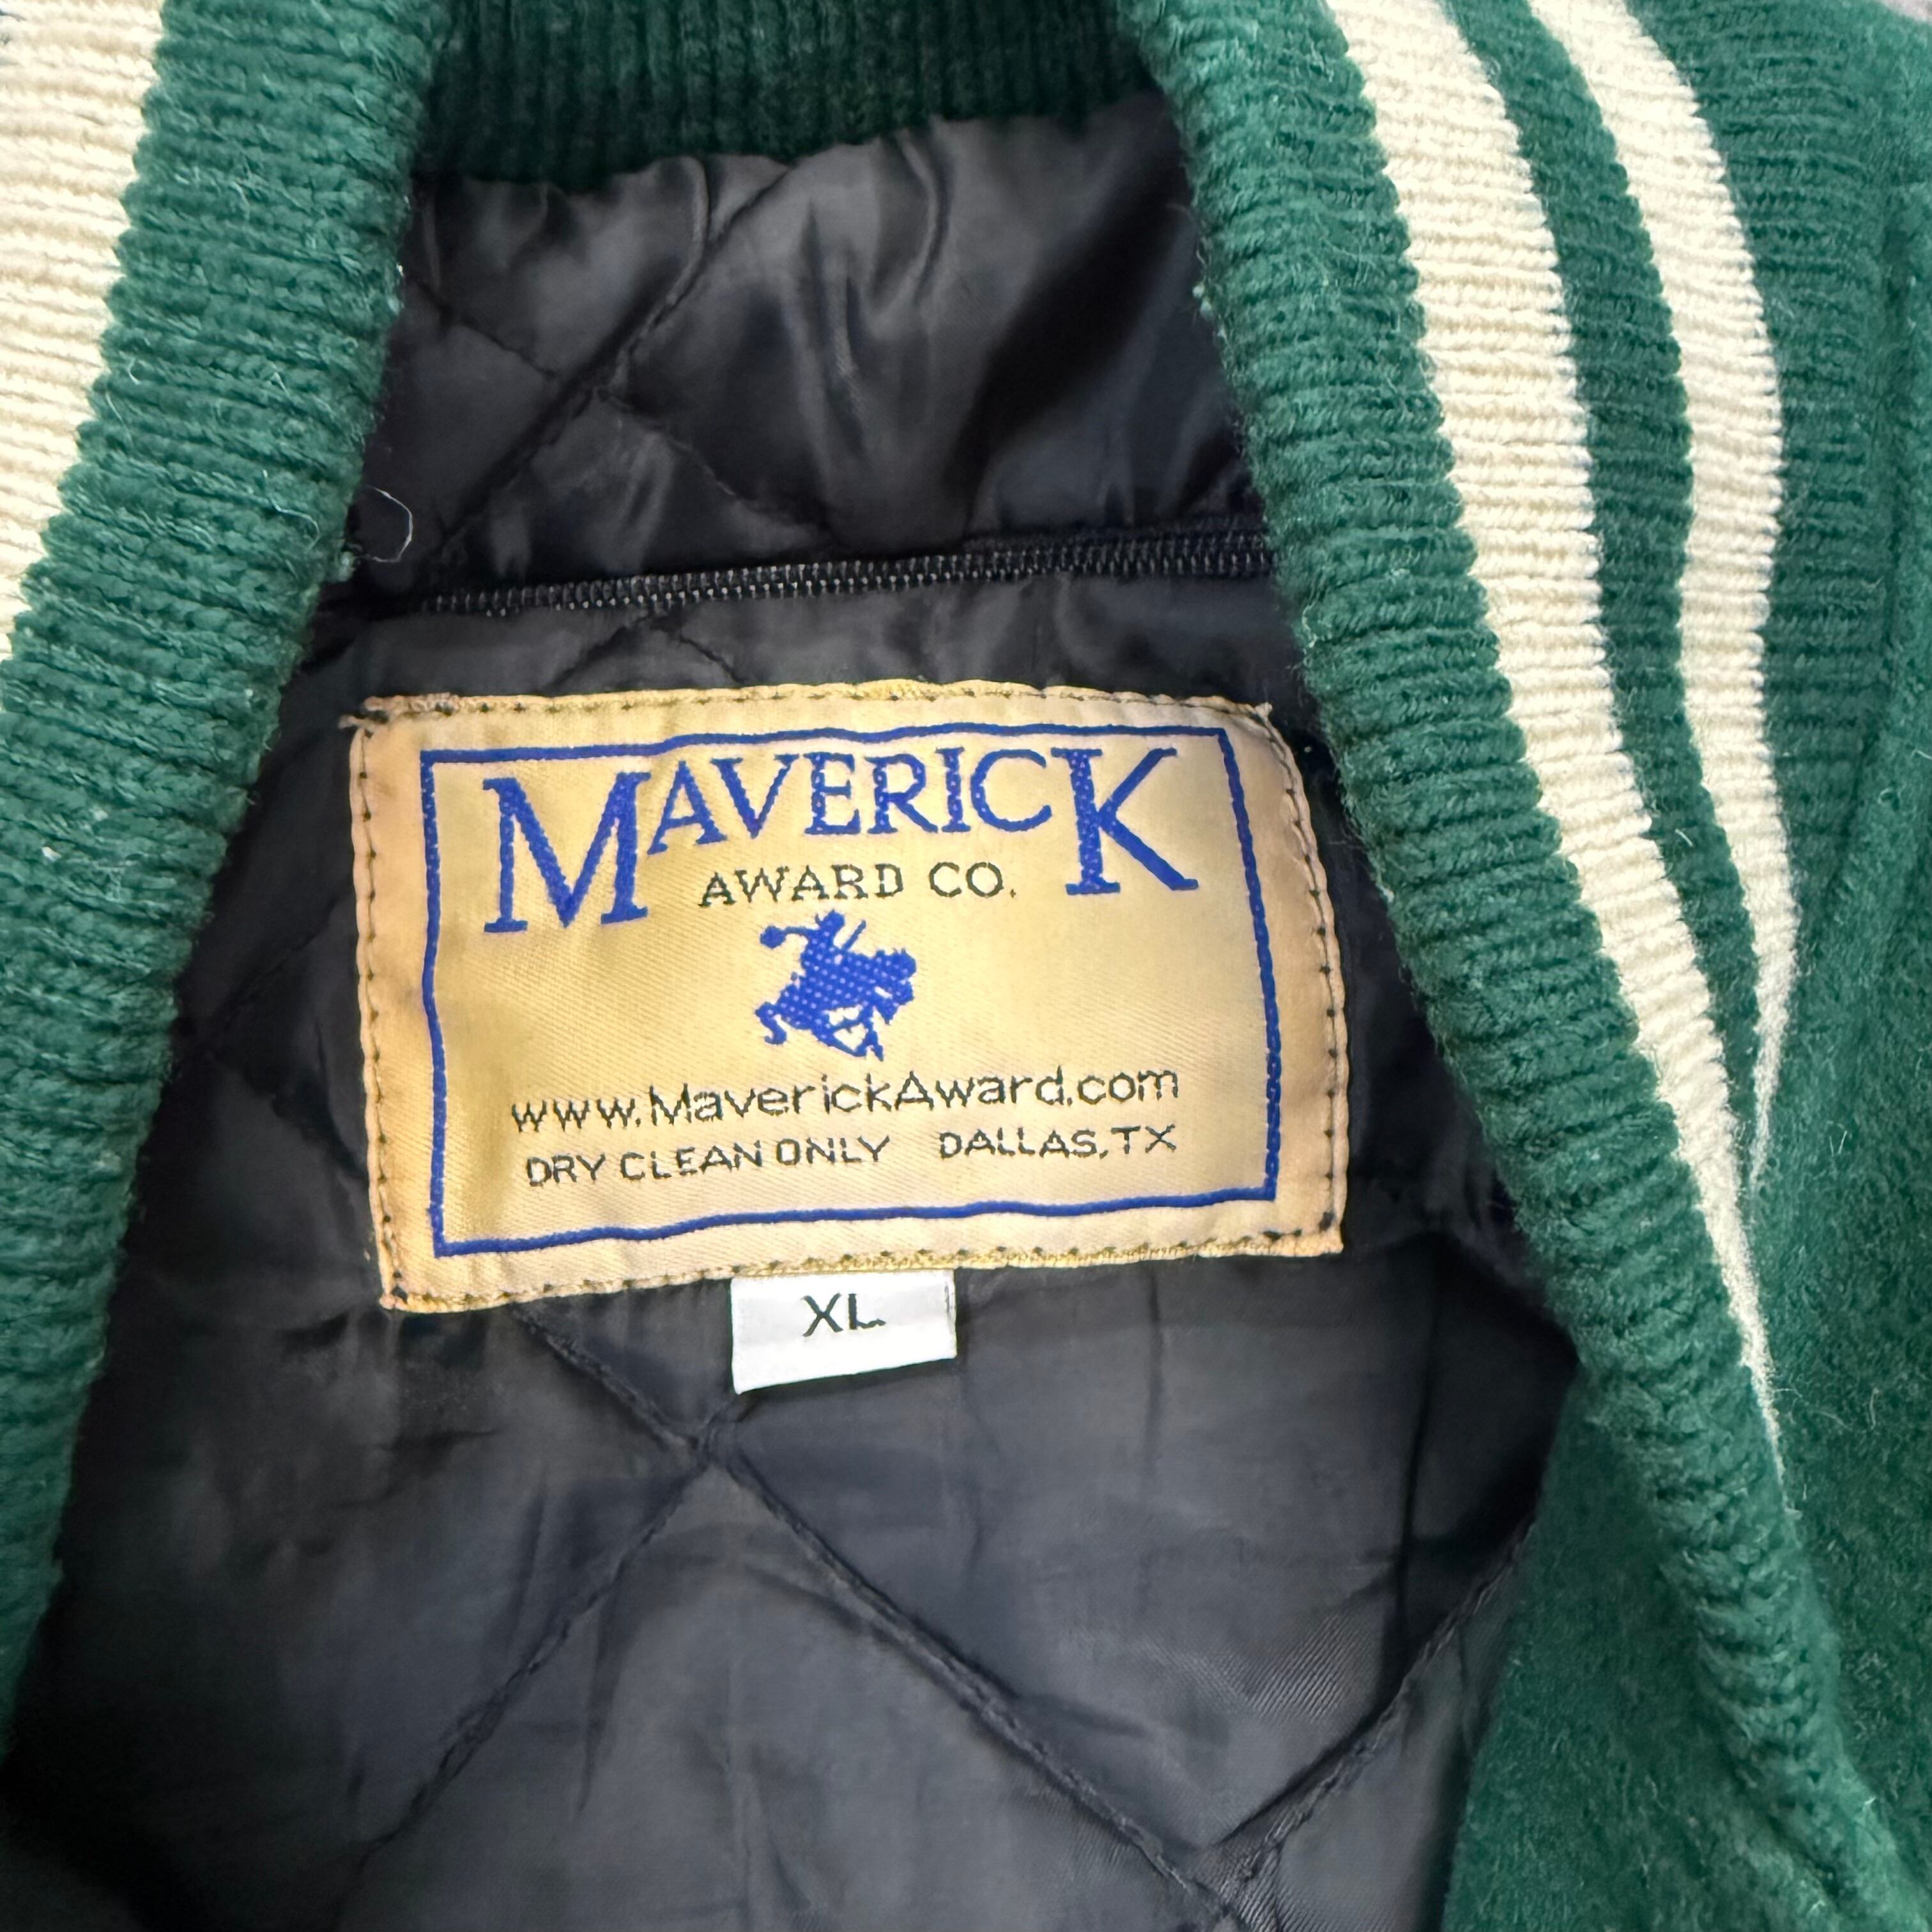 MAVERICK
AWARD CO.
www.MaverickAward.com
DRY CLEAN ONLY DALLAS, TX
XL